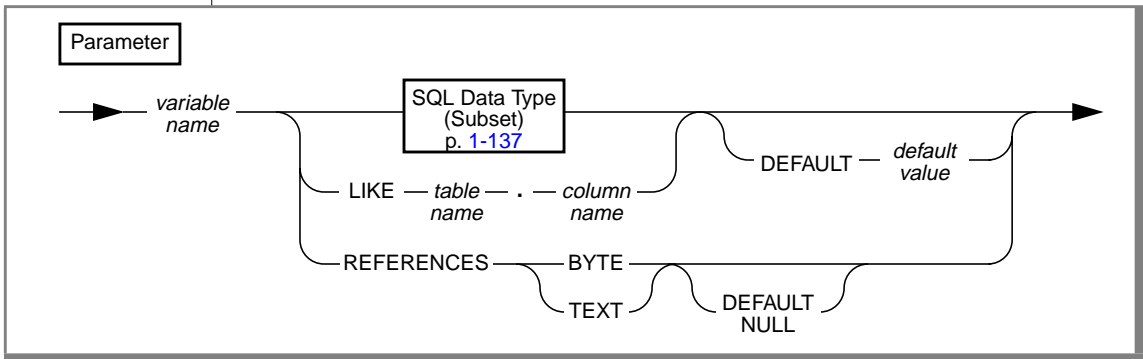 Parameter
variable
name
SQL Data Type
(Subset)
p. 1-137
DEFAULT
default
value
LIKE
table
name
.
column
name
REFERENCES
BYTE
TEXT
DEFAULT
NULL